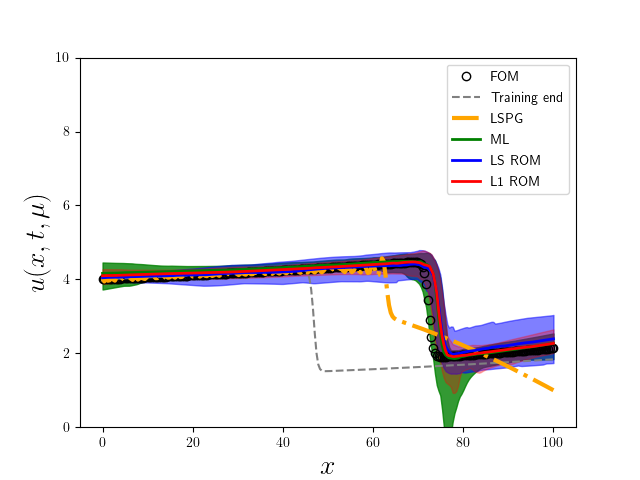 10
8
6
4
2
0
u(x, t, μ)
0 20 40 60 80 100
x
FOM
Training end
LSPG
ML
LS ROM
L1 ROM